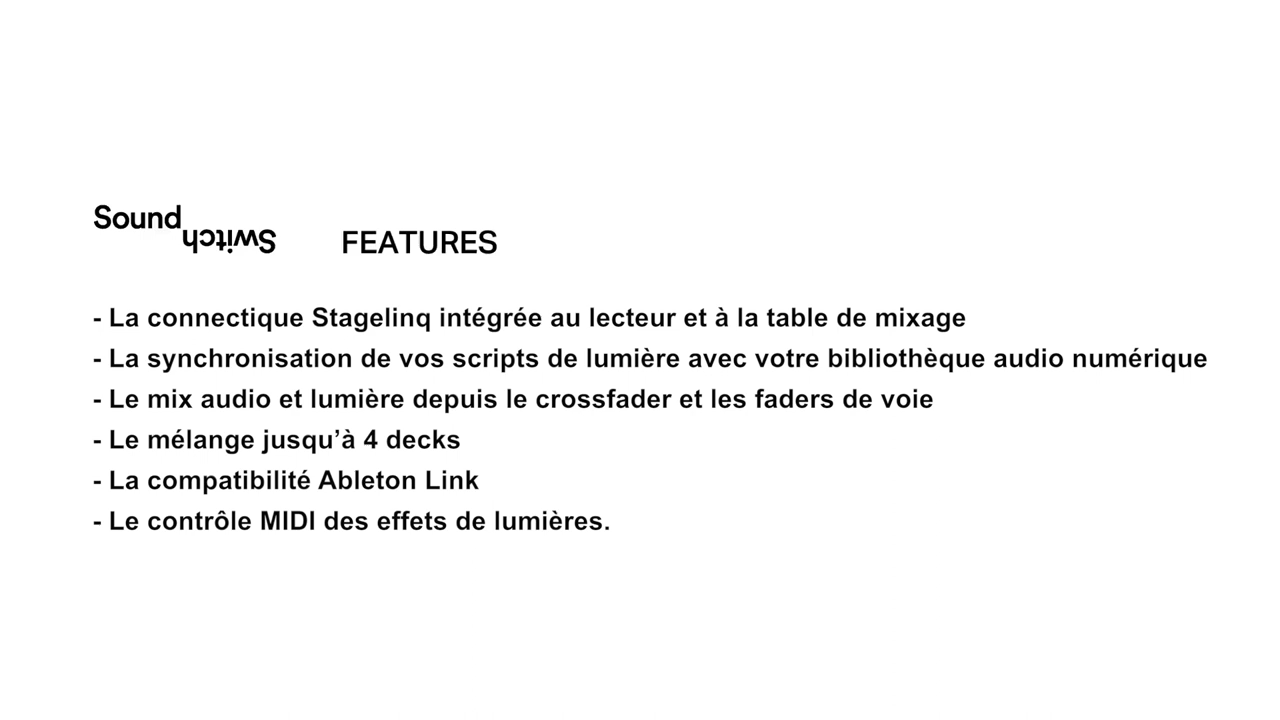 Sound
Switch FEATURES
- La connectique Stagelinq intégrée au lecteur et à la table de mixage
- La synchronisation de vos scripts de lumière avec votre bibliothèque audio numérique
- Le mix audio et lumière depuis le crossfader et les faders de voie
- Le mélange jusqu’à 4 decks
- La compatibilité Ableton Link
- Le contrôle MIDI des effets de lumières.